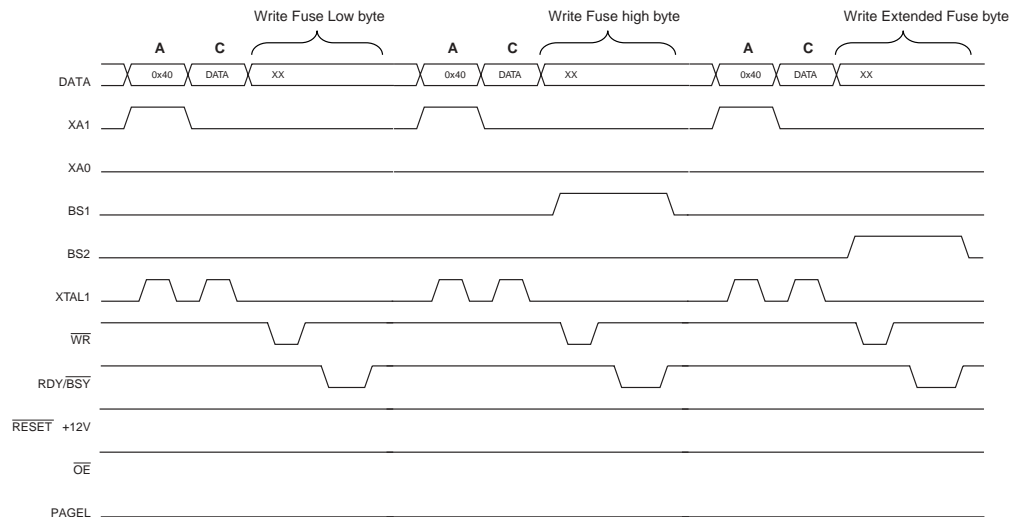 Write Fuse Low byte Write Fuse high byte Write Extended Fuse byte
A C A C A C
DATA 0x40 DATA XX 0x40 DATA XX 0x40 DATA XX
XA1
XA0
BS1
BS2
XTAL1
WR
RDY/BSY
RESET +12V
OE
PAGEL